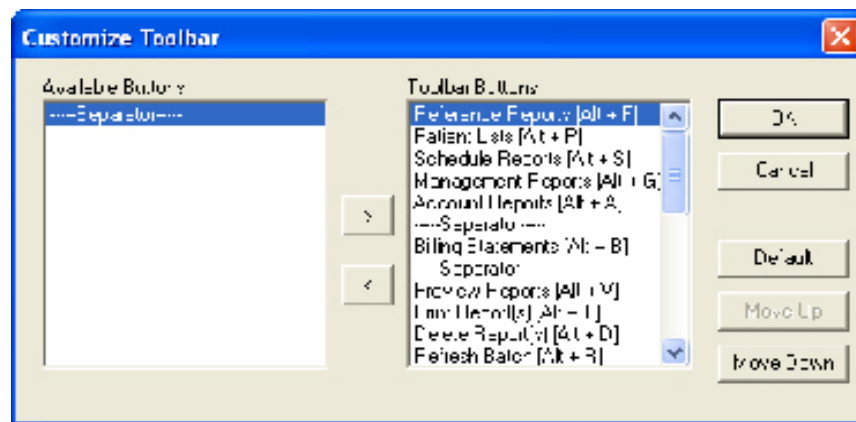 Customize Toolbar
Available Buttons
Toolbar Buttons
----Separator----
Reference Reports [Alt + F]
Patient Lists [Alt + P]
Schedule Reports [Alt + S]
Management Reports [Alt + G]
Account Reports [Alt + A]
----Separator----
Billing Statements [Alt + B]
Separator
Preview Reports [Alt + V]
Print Report(s) [Alt +
Delete Report(s) [Alt + D]
Refresh Batch [Alt + R]
>
<
OK
Cancel
Default
Move Up
Move Down